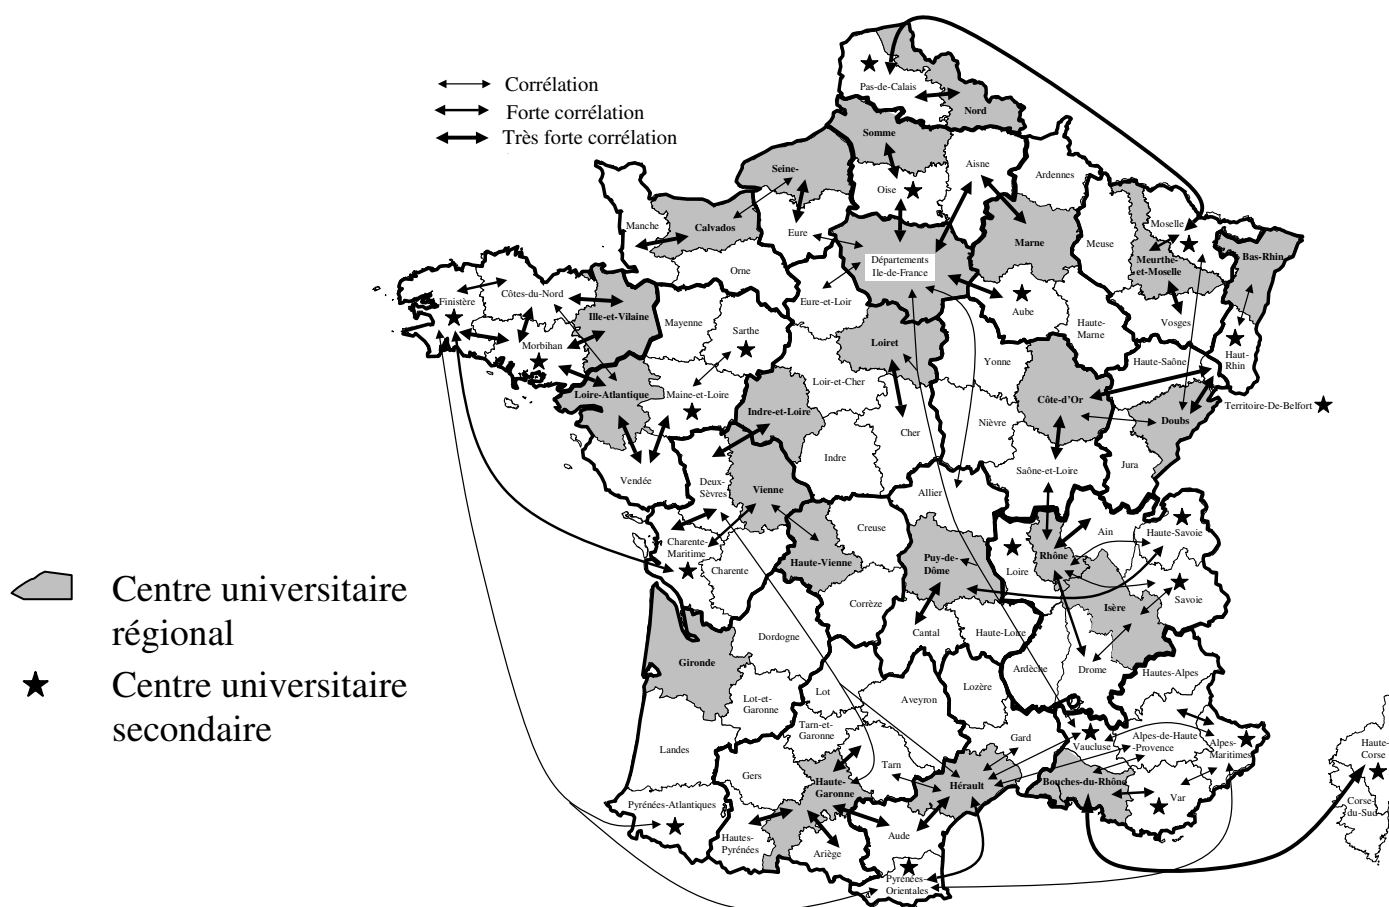 Corrélation
Forte corrélation
Très forte corrélation
Pas-de-Calais
Nord
Somme
Aisne
Ardennes
Seine-
Oise
Manche
Calvados
Eure
Marne
Meuse
Moselle
Meurthe-
et-Moselle
Bas-Rhin
Orne
Départements
Ile-de-France
Eure-et-Loir
Aube
Haute-
Marne
Vosges
Haut-
Rhin
Finistère
Côtes-du-Nord
Ille-et-Vilaine
Mayenne
Sarthe
Morbihan
Loiret
Yonne
Haute-Saône
Loir-et-Cher
Loire-Atlantique
Maine-et-Loire
Indre-et-Loire
Côte-d'Or
Doubs
Territoire-De-Belfort
Cher
Nièvre
Indre
Saône-et-Loire
Jura
Vendée
Deux-
Sèvres
Vienne
Allier
Creuse
Charente-
Maritime
Charente
Haute-Vienne
Puy-de-
Dôme
Loire
Rhône
Ain
Haute-Savoie
Savoie
Isère
Corrèze
Cantal
Haute-Loire
Dordogne
Gironde
Ardèche
Drome
Hautes-Alpes
Lot-et-
Garonne
Lot
Aveyron
Lozère
Tarn-et-
Garonne
Gard
Vaucluse
Alpes-de-Haute
-Provence
Alpes-
Maritimes
Landes
Gers
Haute-
Garonne
Tarn
Hérault
Bouches-du-Rhône
Var
Haute-
Corse
Corse-
du-Sud
Pyrénées-Atlantiques
Hautes-
Pyrénées
Ariège
Aude
Pyrénées-
Orientales
Centre universitaire
régional
Centre universitaire
secondaire